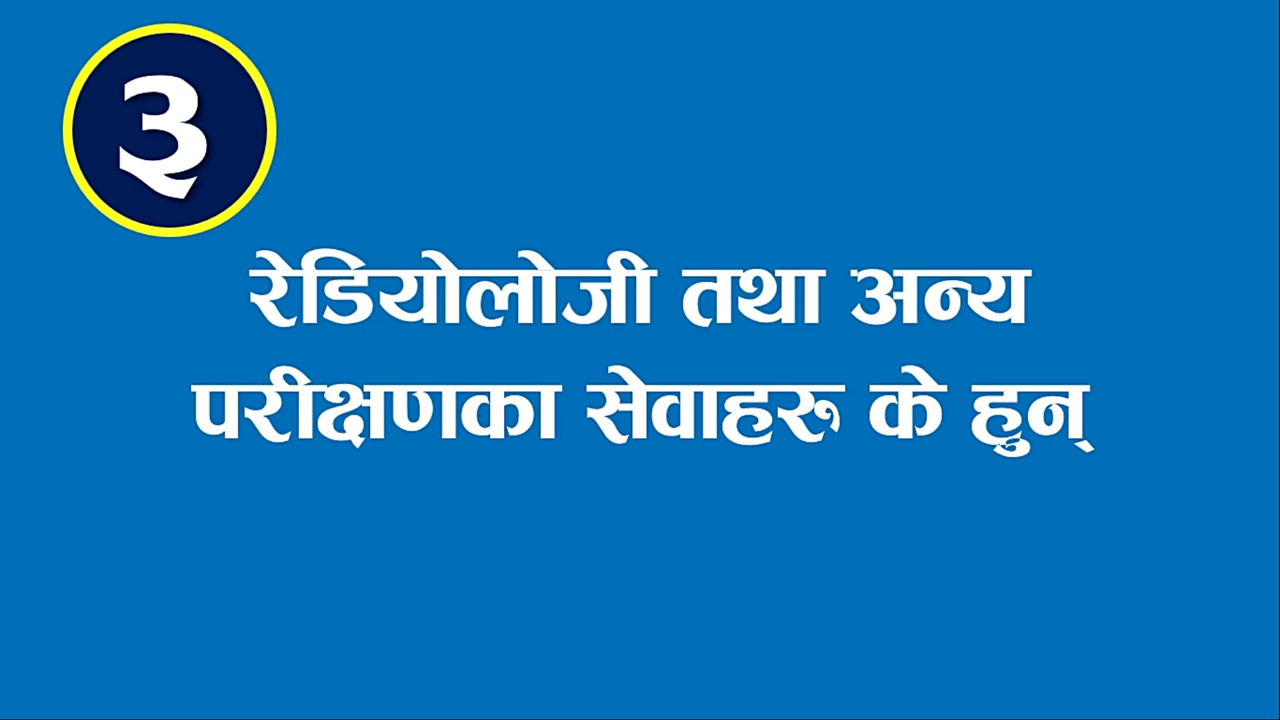 ३
रेडियोलोजी तथा अन्य
परीक्षणका सेवाहरु के हुन्